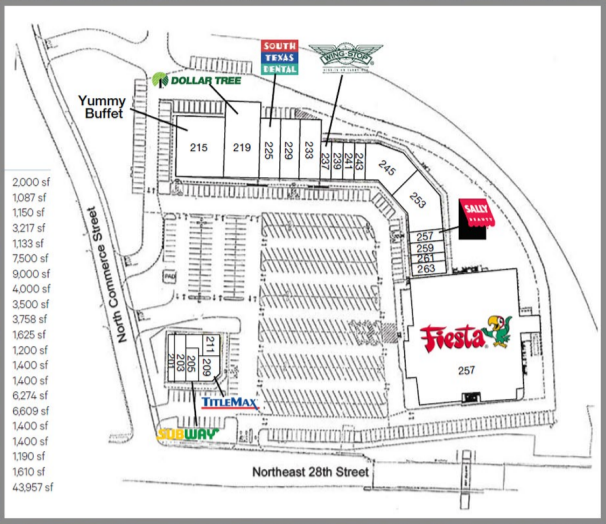 SOUTH
TEXAS
DENTAL
WING·STOP
DOLLAR TREE
Yummy
Buffet
215
219
225
229
233
237
239
241
243
245
253
SALLY
BEAUTY
257
259
261
263
2,000 sf
1,087 sf
1,150 sf
3,217 sf
1,133 sf
7,500 sf
9,000 sf
4,000 sf
3,500 sf
3,758 sf
1,625 sf
1,200 sf
1,400 sf
1,400 sf
6,274 sf
6,609 sf
1,400 sf
1,400 sf
1,190 sf
1,610 sf
43,957 sf
North Commerce Street
PAD
Fiesta
257
201
203
205
209
211
TITLEMAX
SUBWAY
Northeast 28th Street